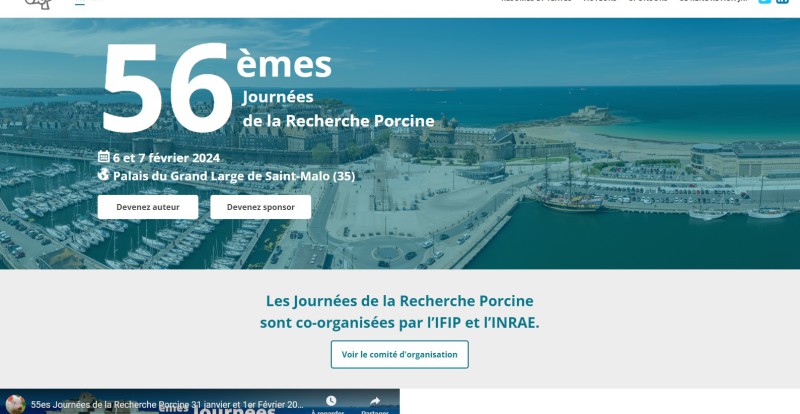 56èmes
Journées
de la Recherche Porcine
6 et 7 février 2024
Palais du Grand Large de Saint-Malo (35)
Devenez auteur
Devenez sponsor
Les Journées de la Recherche Porcine
sont co-organisées par l'IFIP et l'INRAE.
Voir le comité d'organisation
55es Journées de la Recherche Porcine 31 janvier et 1er Février 20...
À regarder
Partager
èmes
Journées